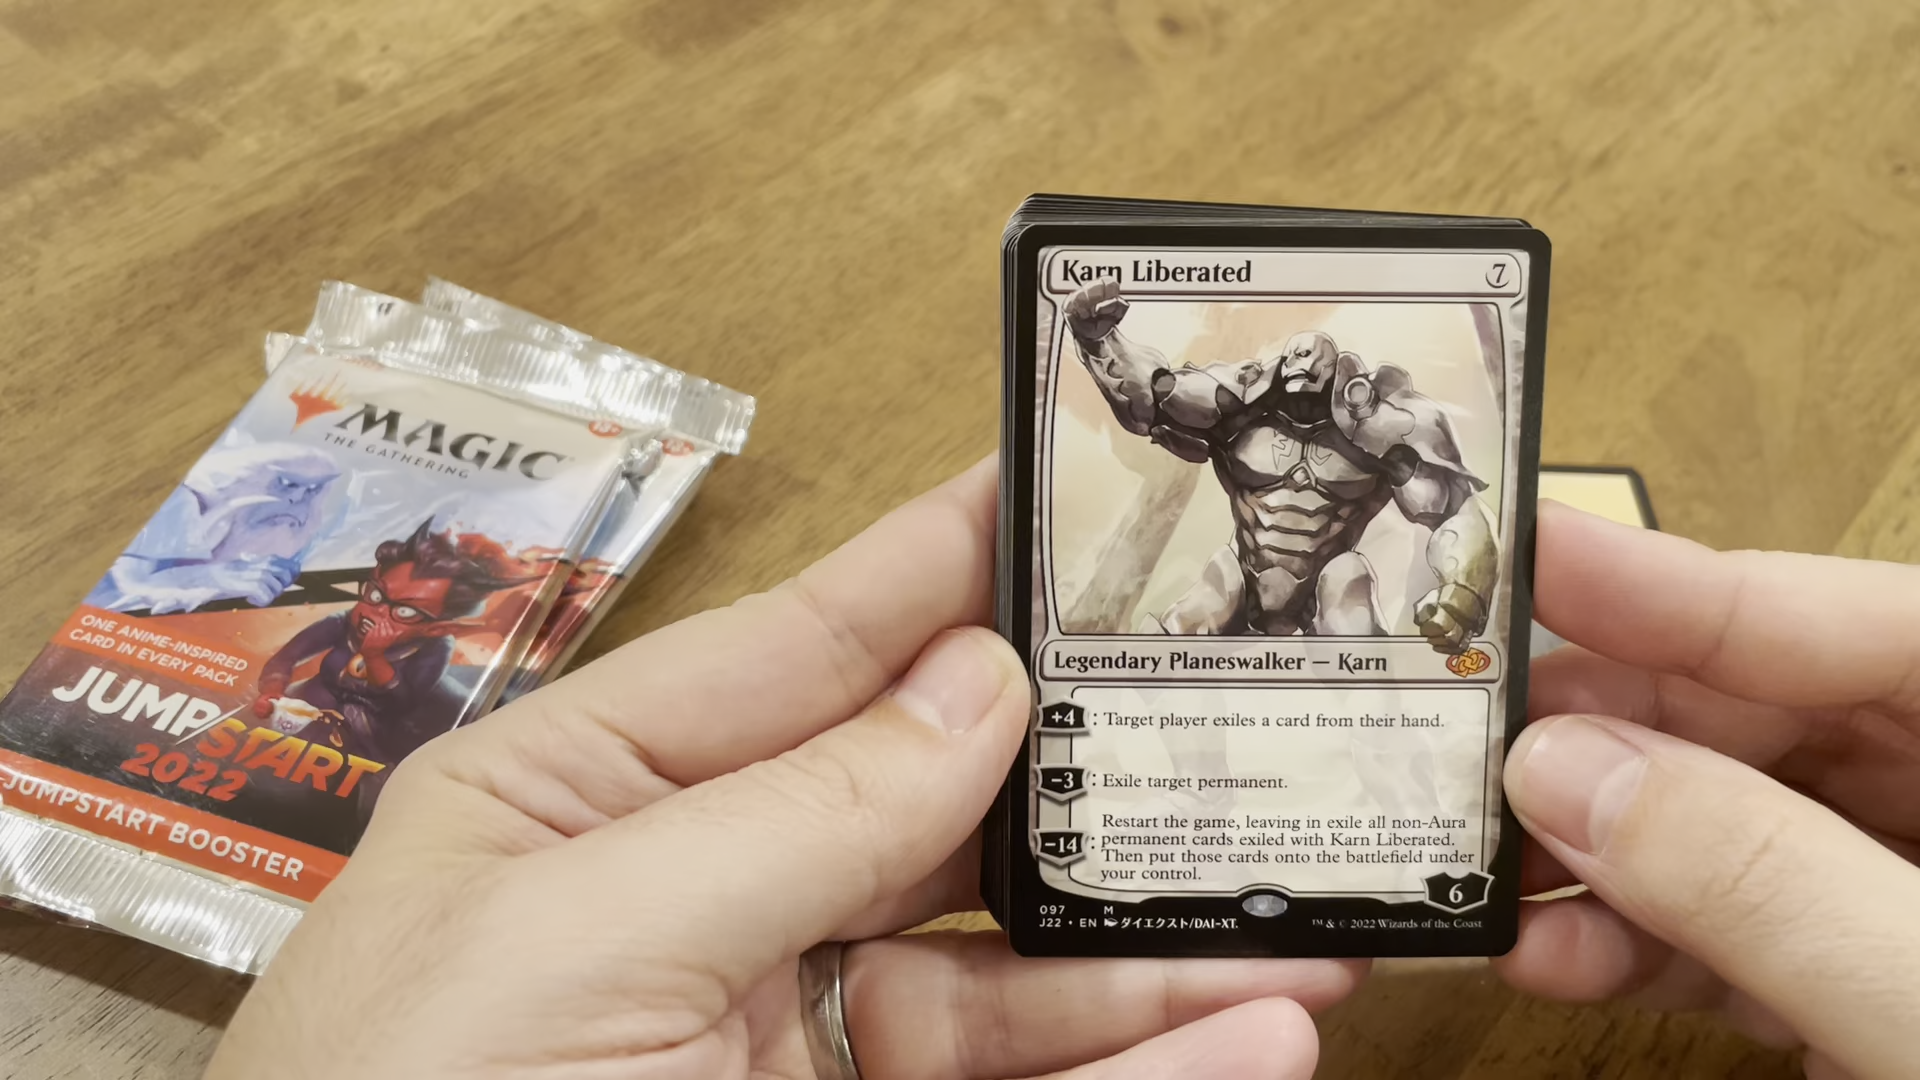 MAGIC
THE GATHERING
ONE ANIME-INSPIRED
CARD IN EVERY PACK
JUMP/START
2022
JUMPSTART BOOSTER
Karn Liberated 7
Legendary Planeswalker — Karn
+4 : Target player exiles a card from their hand.
−3 : Exile target permanent.
Restart the game, leaving in exile all non-Aura
−14 : permanent cards exiled with Karn Liberated.
Then put those cards onto the battlefield under
your control.
6
097 M
J22 • EN ダイエクスト/DAI-XT.
™ & © 2022 Wizards of the Coast